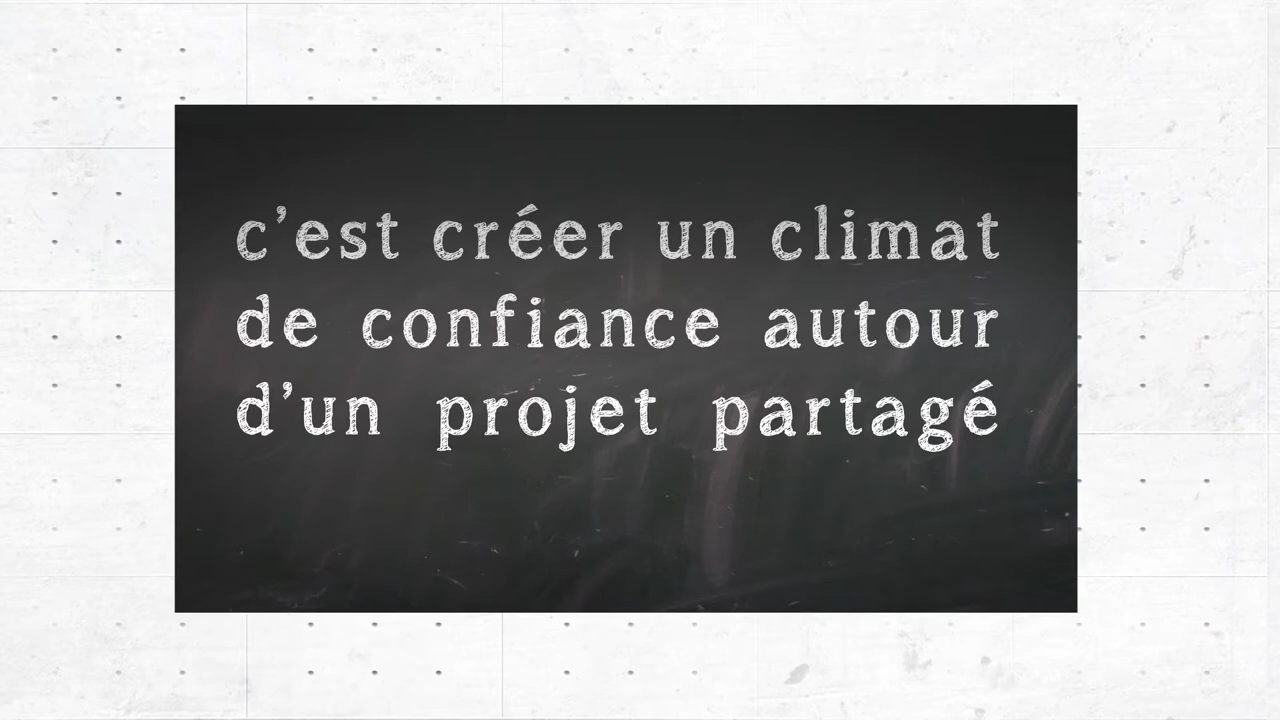 c’est créer un climat
de confiance autour
d’un projet partagé